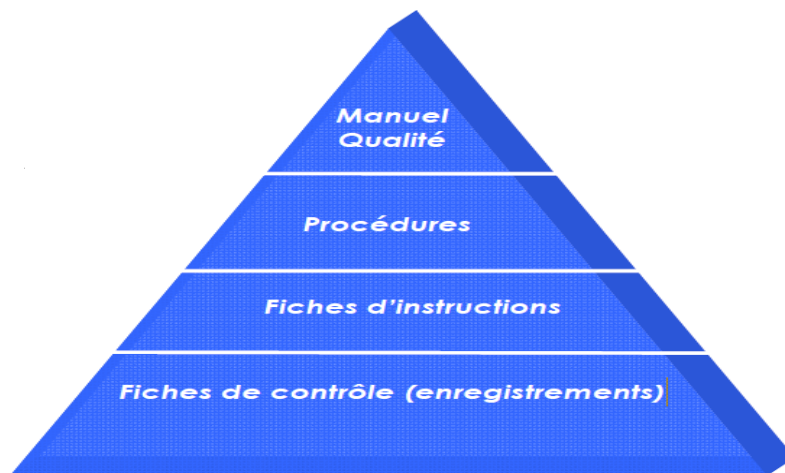 Manuel
Qualité
Procédures
Fiches d'instructions
Fiches de contrôle (enregistrements)